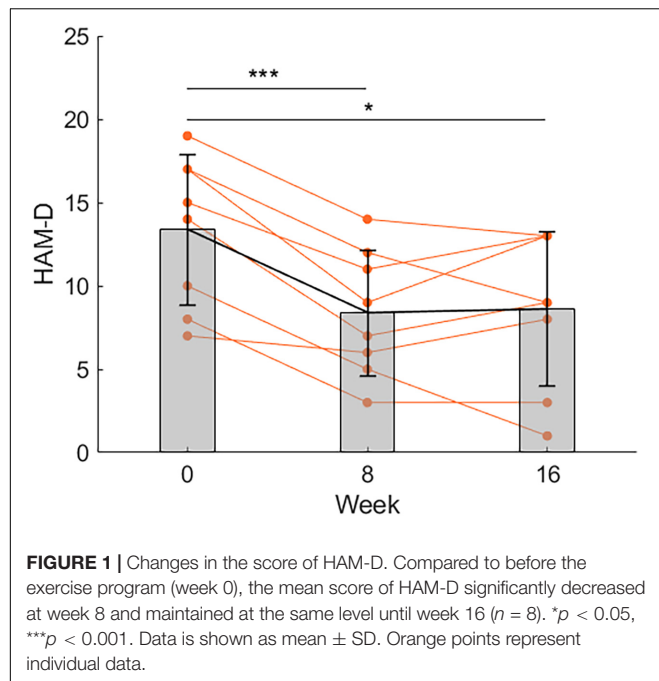 25
20
15
10
5
0
HAM-D
***
*
0 8 16
Week
FIGURE 1 | Changes in the score of HAM-D. Compared to before the
exercise program (week 0), the mean score of HAM-D significantly decreased
at week 8 and maintained at the same level until week 16 (n = 8). *p < 0.05,
***p < 0.001. Data is shown as mean ± SD. Orange points represent
individual data.